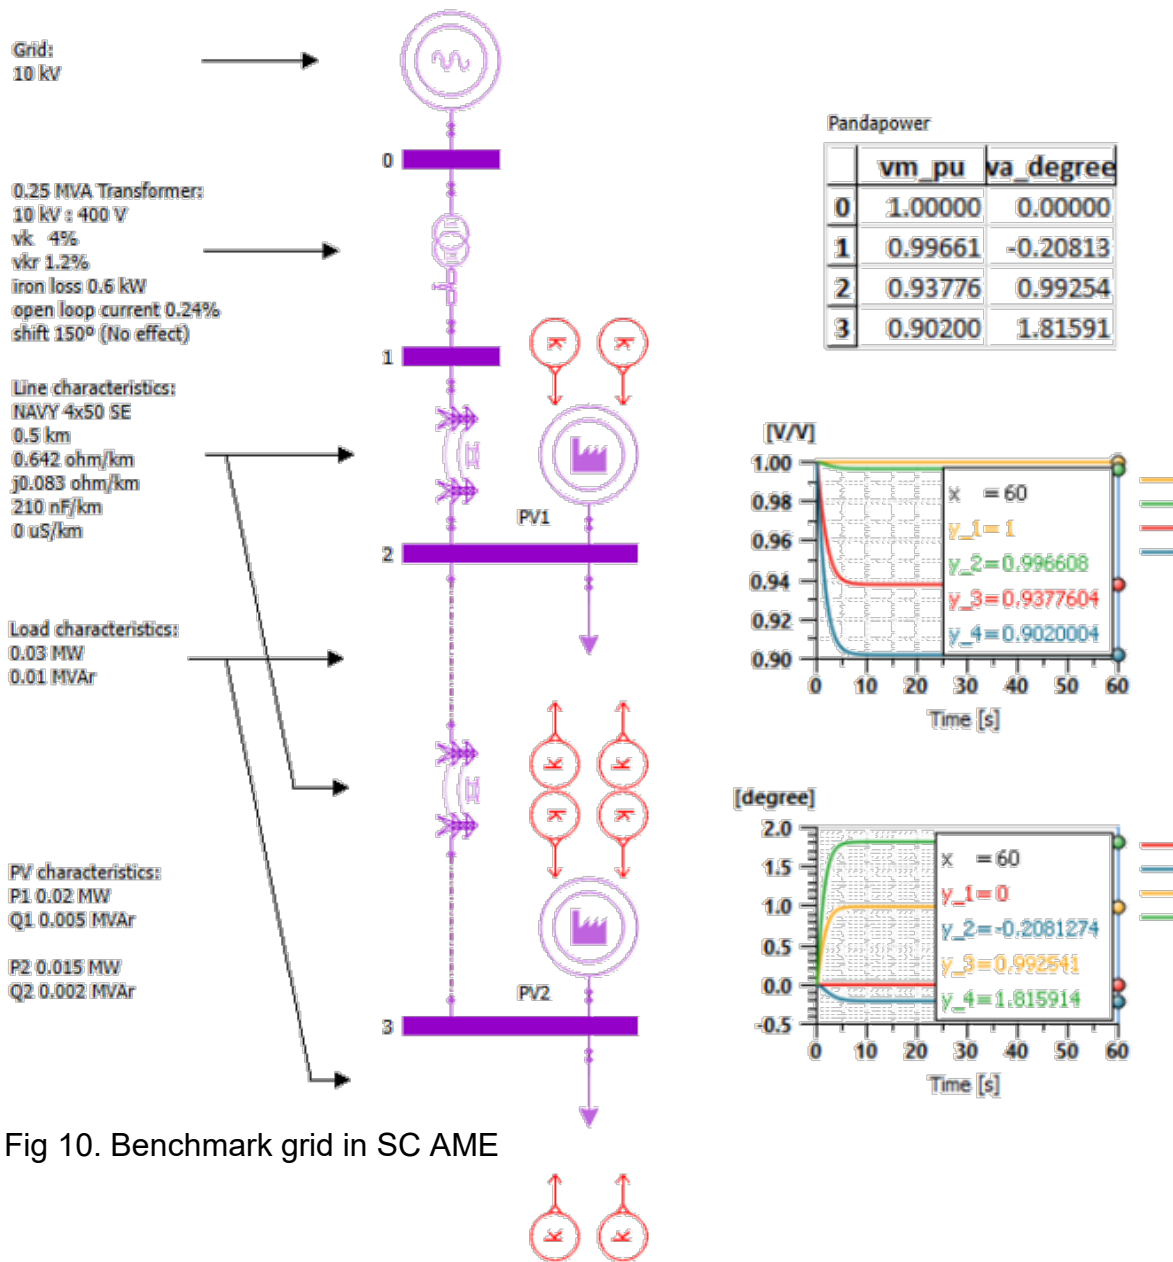 Grid:
10 kV
0
0.25 MVA Transformer:
10 kV : 400 V
vk 4%
vkr 1.2%
iron loss 0.6 kW
open loop current 0.24%
shift 150º (No effect)
1
Line characteristics:
NAVY 4x50 SE
0.5 km
0.642 ohm/km
j0.083 ohm/km
210 nF/km
0 uS/km
K K
PV1
2
Load characteristics:
0.03 MW
0.01 MVAr
K K
K K
PV characteristics:
P1 0.02 MW
Q1 0.005 MVAr
P2 0.015 MW
Q2 0.002 MVAr
PV2
3
K K
Pandapower
vm_pu va_degree
0 1.00000 0.00000
1 0.99661 -0.20813
2 0.93776 0.99254
3 0.90200 1.81591
[V/V]
1.00
0.98
0.96
0.94
0.92
0.90
x =60
y_1=1
y_2=0.996608
y_3=0.9377604
y_4=0.9020004
0 10 20 30 40 50 60
Time [s]
[degree]
2.0
1.5
1.0
0.5
0.0
-0.5
x =60
y_1=0
y_2=-0.2081274
y_3=0.992541
y_4=1.815914
0 10 20 30 40 50 60
Time [s]
Fig 10. Benchmark grid in SC AME